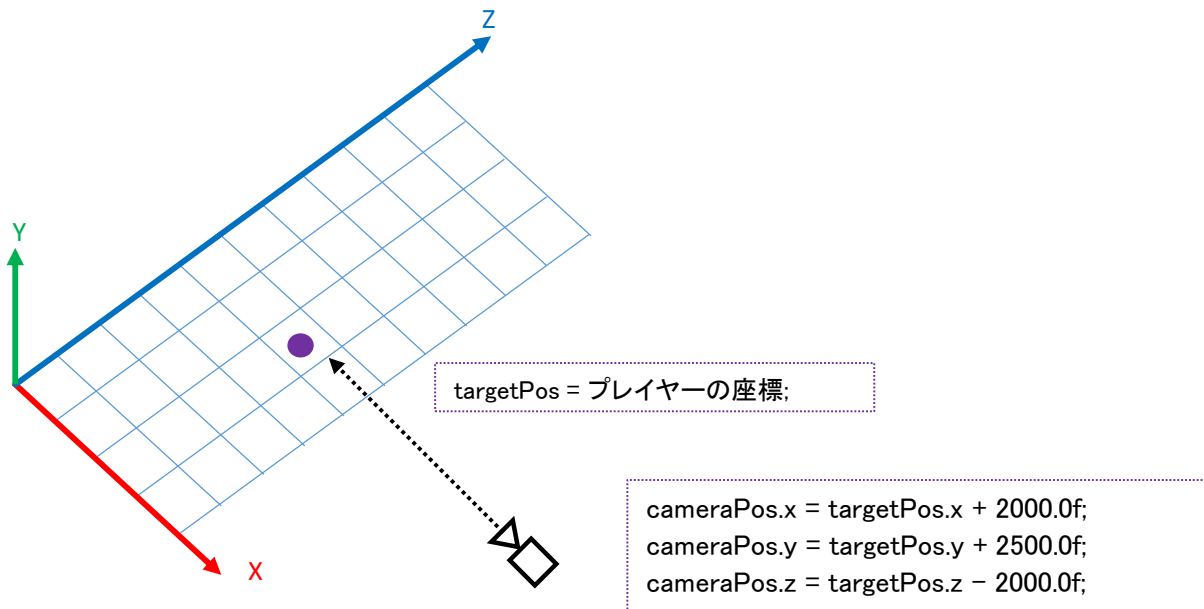 Z
Y
targetPos = プレイヤーの座標;
cameraPos.x = targetPos.x + 2000.0f;
cameraPos.y = targetPos.y + 2500.0f;
X
cameraPos.z = targetPos.z − 2000.0f;